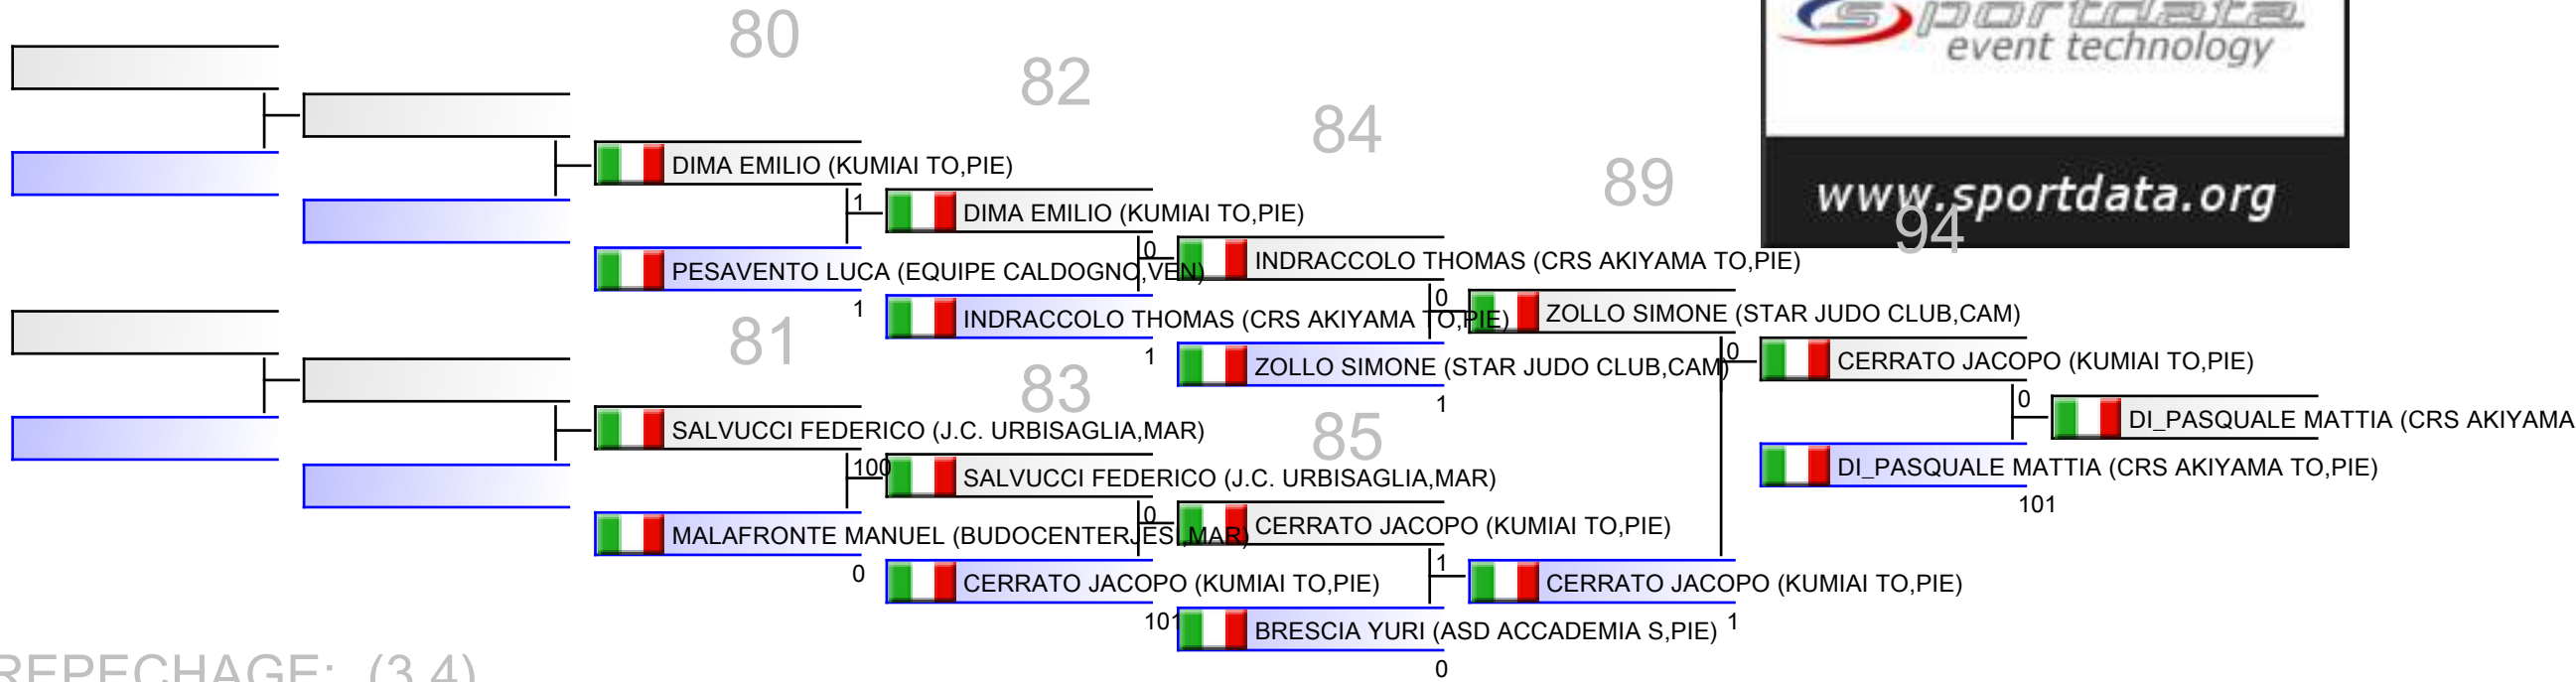 sportdata
event technology
www.sportdata.org
80
82
84
89
94
DIMA EMILIO (KUMIAI TO,PIE)
1
PESAVENTO LUCA (EQUIPE CALDOGNO,VEN)
1
81
SALVUCCI FEDERICO (J.C. URBISAGLIA,MAR)
100
MALAFRONTE MANUEL (BUDOCENTERJESI,MAR)
0
DIMA EMILIO (KUMIAI TO,PIE)
0
INDRACCOLO THOMAS (CRS AKIYAMA TO,PIE)
1
83
SALVUCCI FEDERICO (J.C. URBISAGLIA,MAR)
0
CERRATO JACOPO (KUMIAI TO,PIE)
101
INDRACCOLO THOMAS (CRS AKIYAMA TO,PIE)
0
ZOLLO SIMONE (STAR JUDO CLUB,CAM)
1
85
CERRATO JACOPO (KUMIAI TO,PIE)
1
BRESCIA YURI (ASD ACCADEMIA S,PIE)
0
ZOLLO SIMONE (STAR JUDO CLUB,CAM)
0
CERRATO JACOPO (KUMIAI TO,PIE)
1
CERRATO JACOPO (KUMIAI TO,PIE)
0
DI_PASQUALE MATTIA (CRS AKIYAMA TO,PIE)
101
DI_PASQUALE MATTIA (CRS AKIYAMA
REPECHAGE: (3,4)